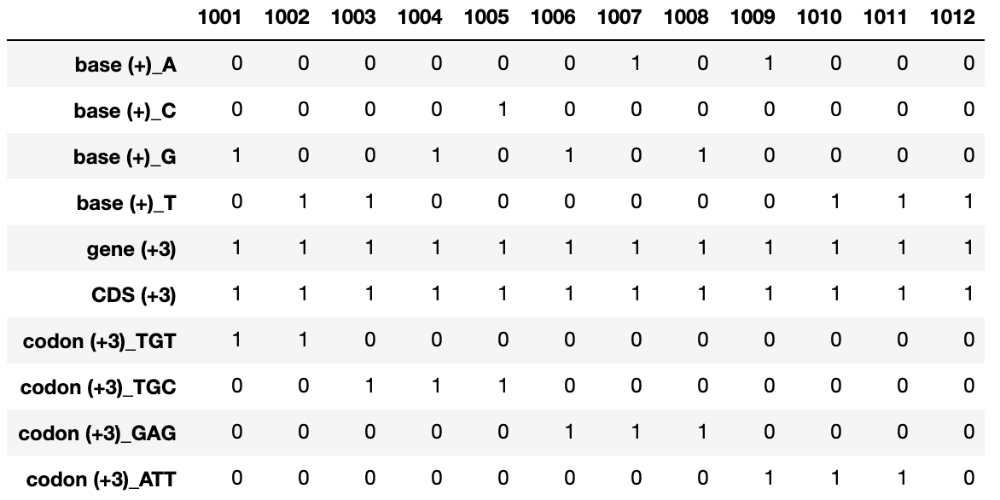 1001 1002 1003 1004 1005 1006 1007 1008 1009 1010 1011 1012
base (+)_A 0 0 0 0 0 0 1 0 1 0 0 0
base (+)_C 0 0 0 0 1 0 0 0 0 0 0 0
base (+)_G 1 0 0 1 0 1 0 1 0 0 0 0
base (+)_T 0 1 1 0 0 0 0 0 0 1 1 1
gene (+3) 1 1 1 1 1 1 1 1 1 1 1 1
CDS (+3) 1 1 1 1 1 1 1 1 1 1 1 1
codon (+3)_TGT 1 1 0 0 0 0 0 0 0 0 0 0
codon (+3)_TGC 0 0 1 1 1 0 0 0 0 0 0 0
codon (+3)_GAG 0 0 0 0 0 1 1 1 0 0 0 0
codon (+3)_ATT 0 0 0 0 0 0 0 0 1 1 1 0